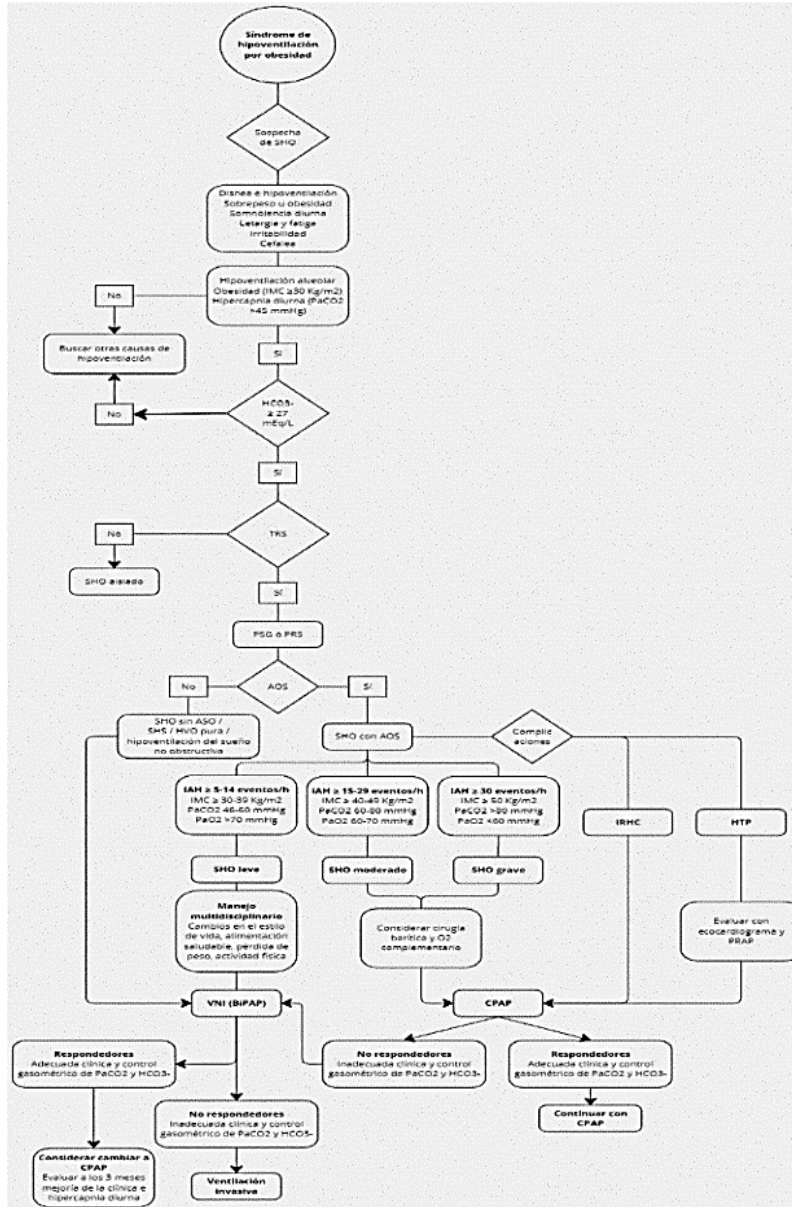 Síndrome de
hipoventilación
por obesidad
Sospecha
de SHO
Disnea e hipoventilación
Sobrepeso u obesidad
Somnolencia diurna
Letargie y fatiga
Irritabilidad
Cefalea
Hipoventilación alveolar
Obesidad (IMC ≥30 Kg/m2)
Hipercapnia diurna (PaCO2
>45 mmHg)
No
Buscar otras causas de
hipoventilación
Sí
HCO3-
≥ 27
mEq/L
No
Sí
TRS
No
SHO aislado
Sí
PSG ó PRS
AOS
No
Sí
SHO sin ASO /
SHS / HVO pura /
hipoventilación del sueño
no obstructiva
SHO con AOS
Complic
aciones
IAH ≥ 5-14 eventos/h
IMC ≥ 30-39 Kg/m2
PaCO2 46-60 mmHg
PaO2 >70 mmHg
IAH ≥ 15-29 eventos/h
IMC ≥ 40-49 Kg/m2
PaCO2 60-80 mmHg
PaO2 60-70 mmHg
IAH ≥ 30 eventos/h
IMC ≥ 50 Kg/m2
PaCO2 >80 mmHg
PaO2 <60 mmHg
IRHC
HTP
SHO leve
SHO moderado
SHO grave
Manejo
multidisciplinario
Cambios en el estilo
de vida, alimentación
saludable, pérdida de
peso, actividad física
Considerar cirugía
barítica y O2
complementario
Evaluar con
ecocardiograma y
PRAP
VNI (BiPAP)
CPAP
Respondedores
Adecuada clínica y control
gasométrico de PaCO2 y HCO3-
No respondedores
Inadecuada clínica y control
gasométrico de PaCO2 y HCO3-
Respondedores
Adecuada clínica y control
gasométrico de PaCO2 y HCO3-
No respondedores
Inadecuada clínica y control
gasométrico de PaCO2 y HCO3-
Continuar con
CPAP
Considerar cambiar a
CPAP
Evaluar a los 3 meses
mejoría de la clínica e
hipercapnia diurna
Ventilación
invasiva